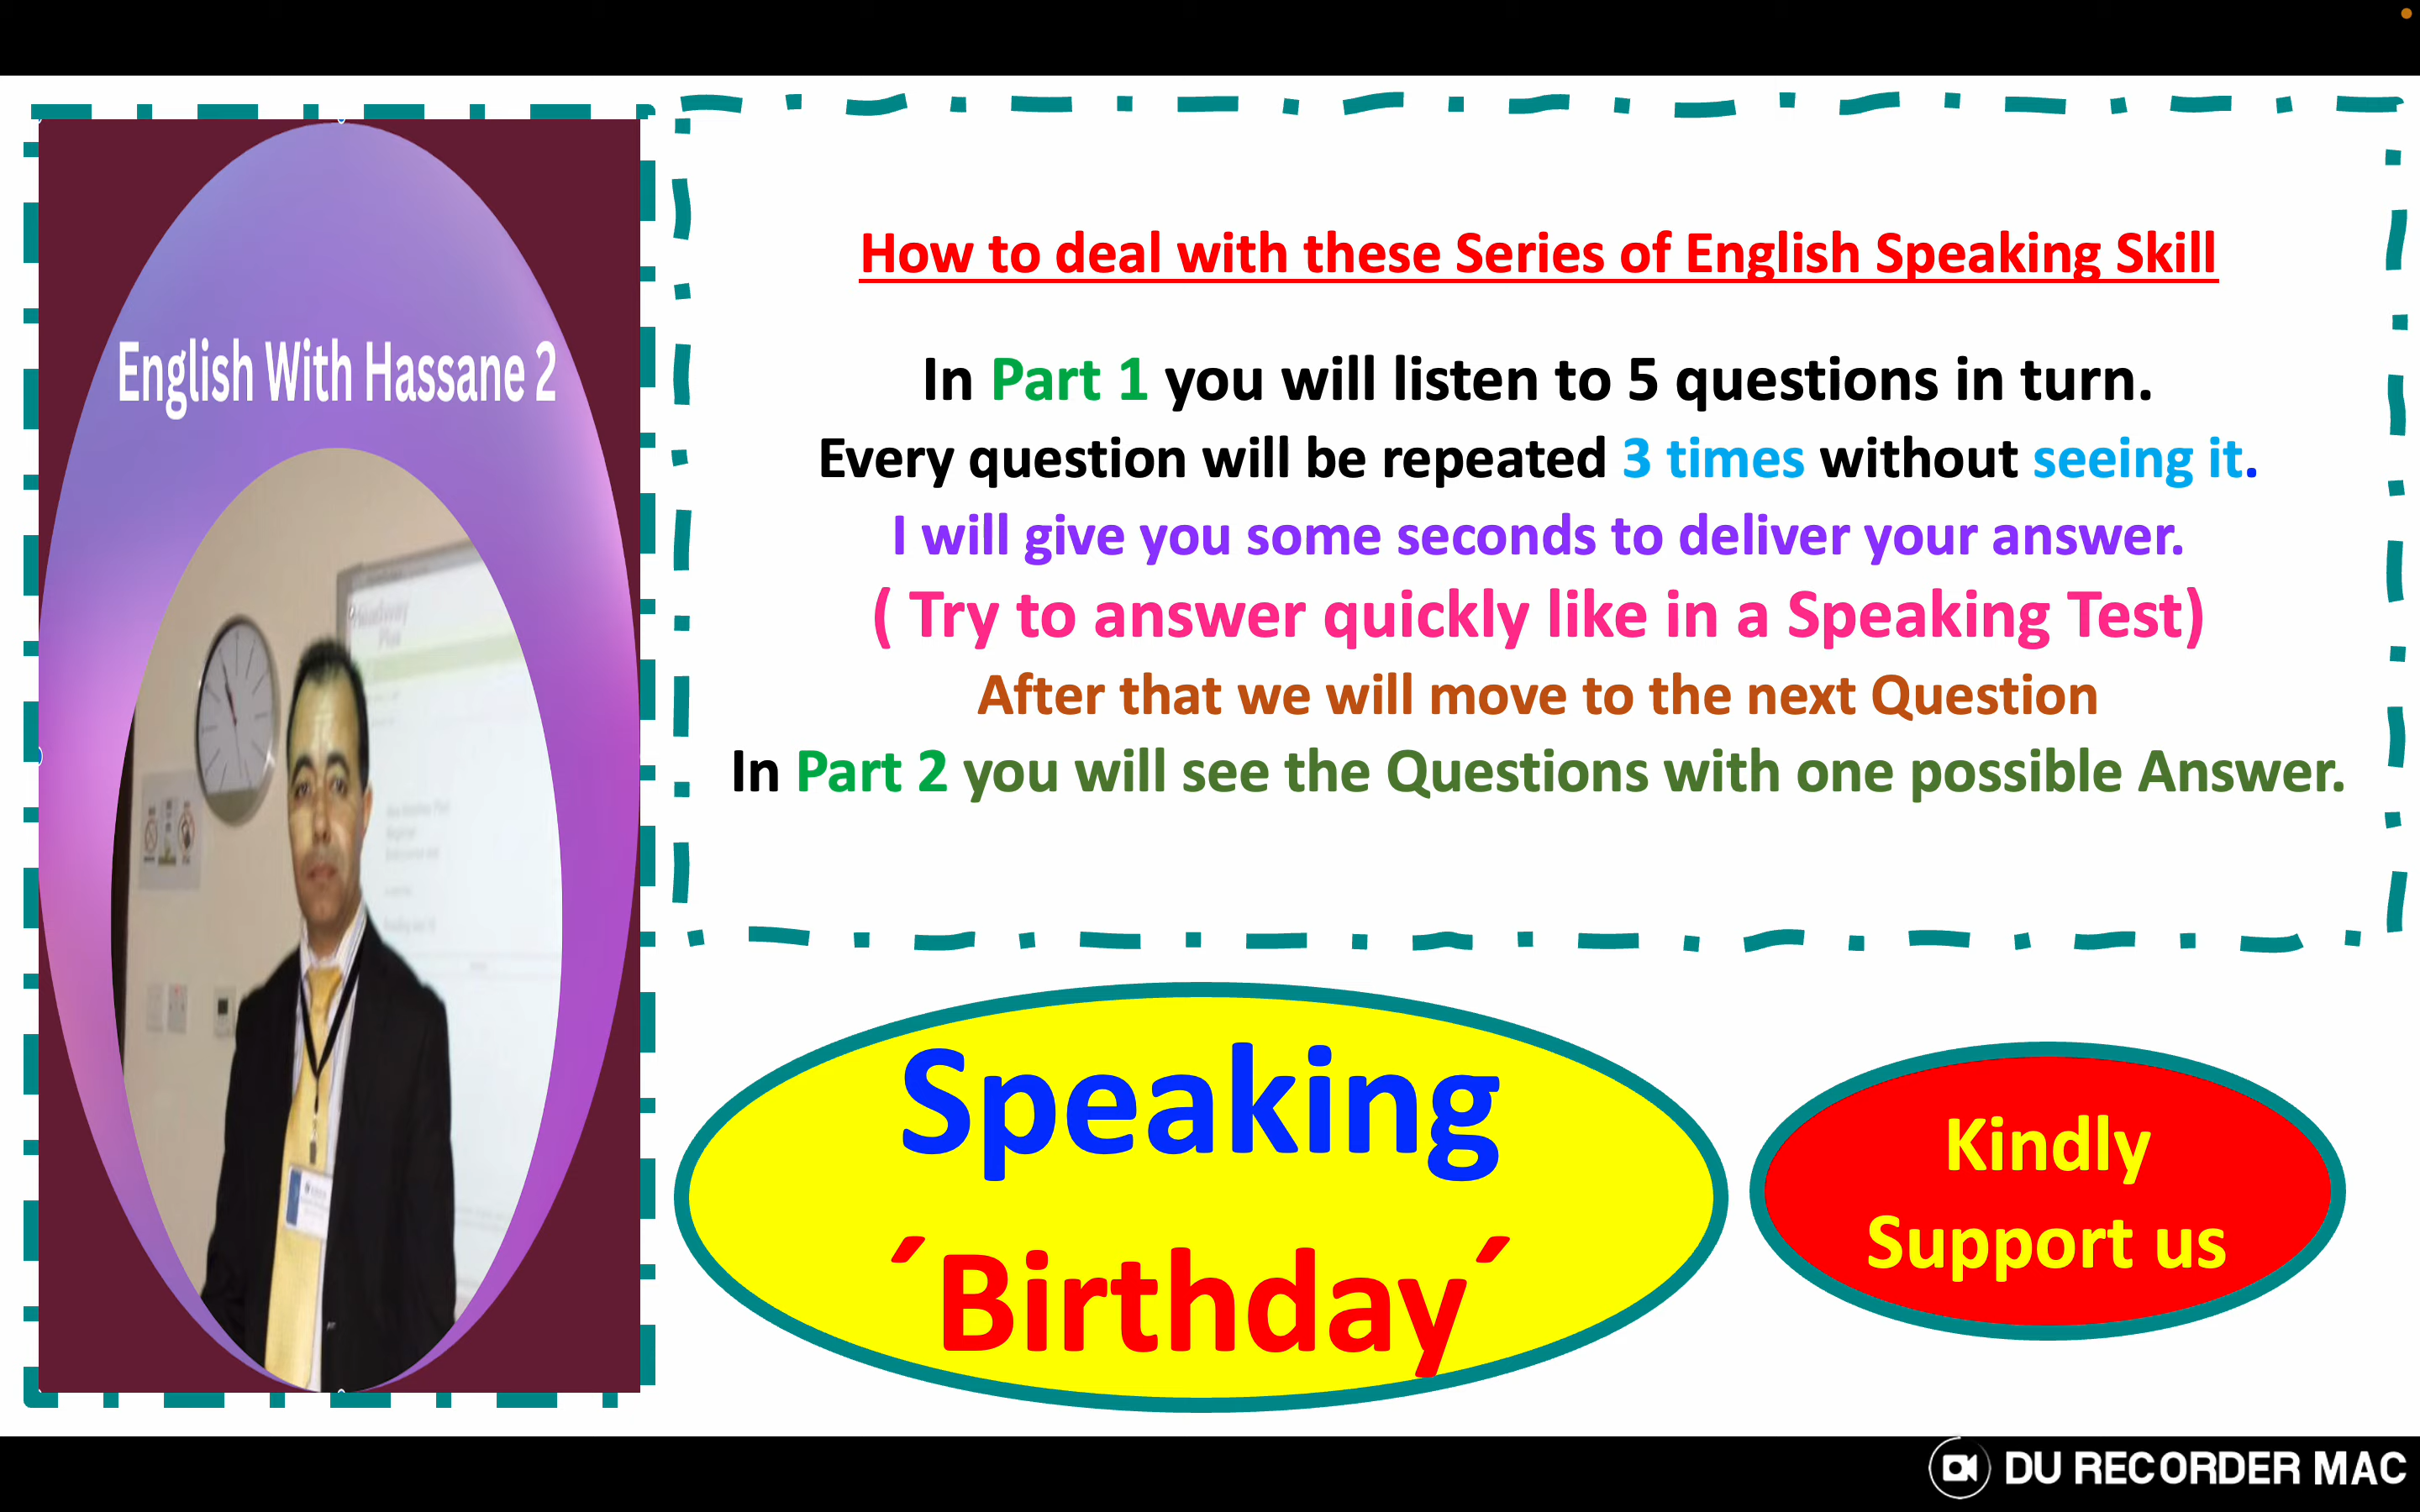 English With Hassane 2
Headway
Plus
How to deal with these Series of English Speaking Skill
In Part 1 you will listen to 5 questions in turn.
Every question will be repeated 3 times without seeing it.
I will give you some seconds to deliver your answer.
( Try to answer quickly like in a Speaking Test)
After that we will move to the next Question
In Part 2 you will see the Questions with one possible Answer.
Speaking
´Birthday´
Kindly
Support us
DU RECORDER MAC